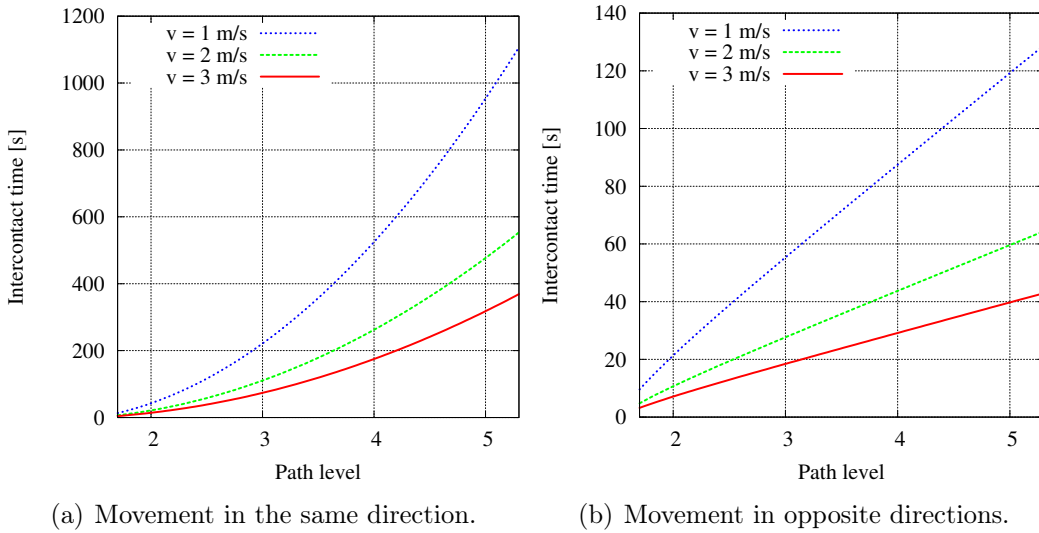 1200
1000
800
600
400
200
0
Intercontact time [s]
v = 1 m/s
v = 2 m/s
v = 3 m/s
2 3 4 5
Path level
(a) Movement in the same direction.
140
120
100
80
60
40
20
0
Intercontact time [s]
v = 1 m/s
v = 2 m/s
v = 3 m/s
2 3 4 5
Path level
(b) Movement in opposite directions.